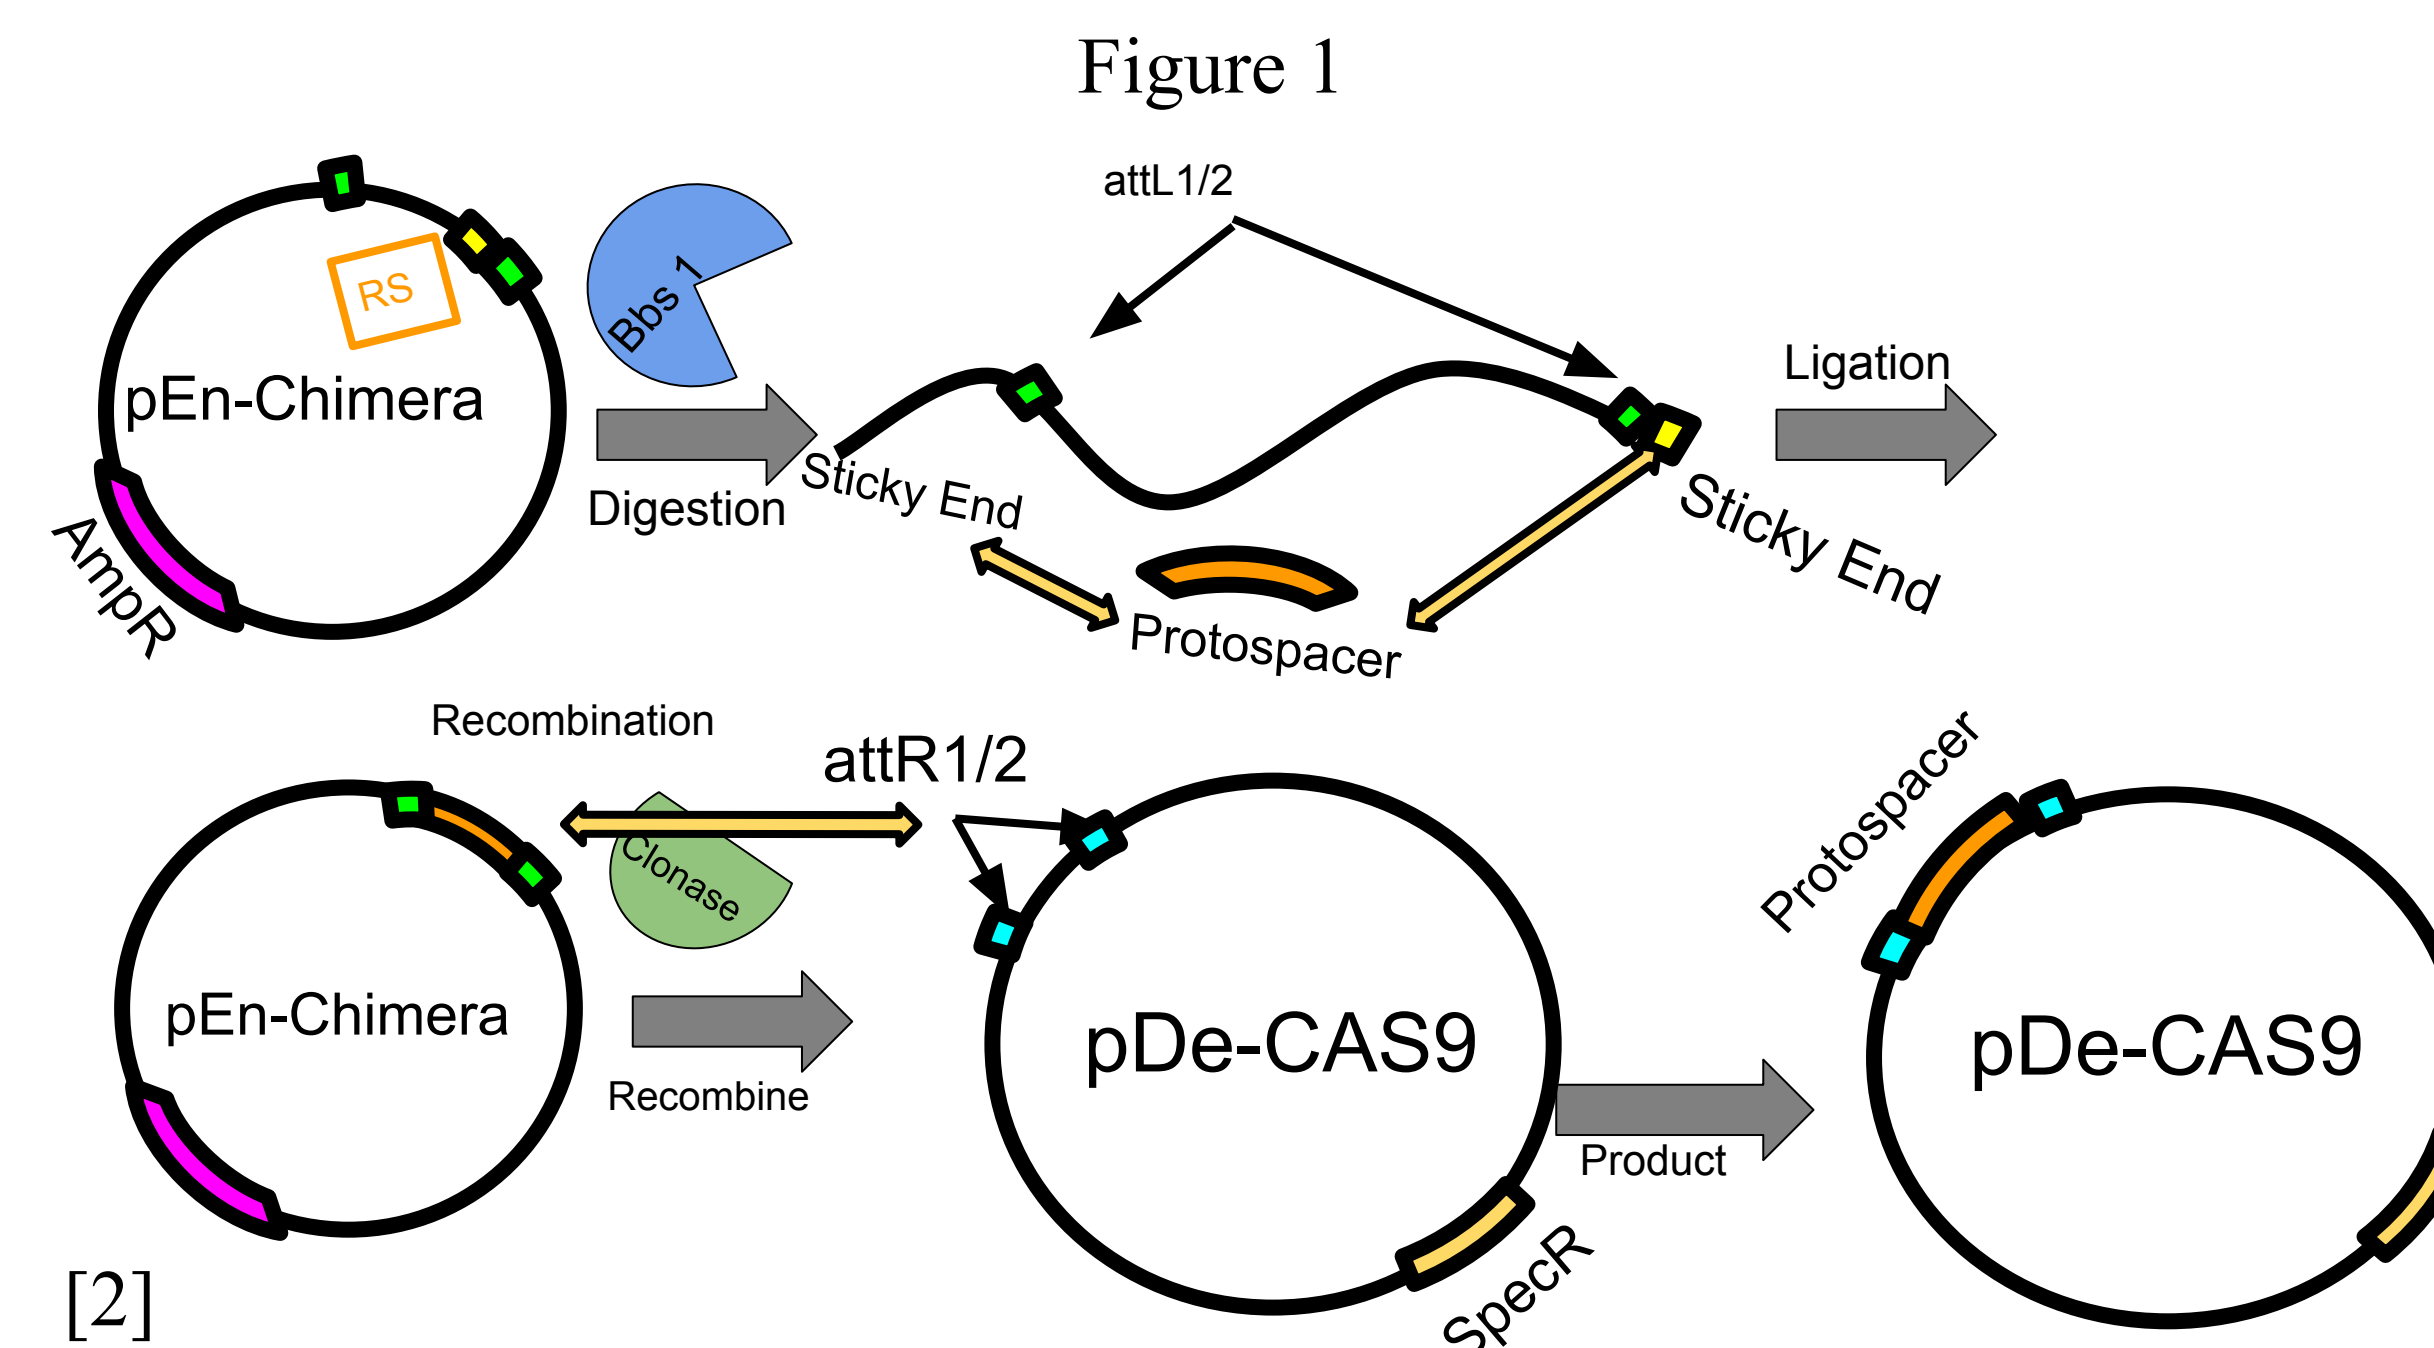 Figure 1
attL1/2
RS
Bbs 1
pEn-Chimera
Ligation
Sticky End
Digestion
Sticky End
AmpR
Protospacer
Recombination
attR1/2
Protospacer
Clonase
pEn-Chimera
pDe-CAS9
pDe-CAS9
Recombine
Product
SpecR
[2]